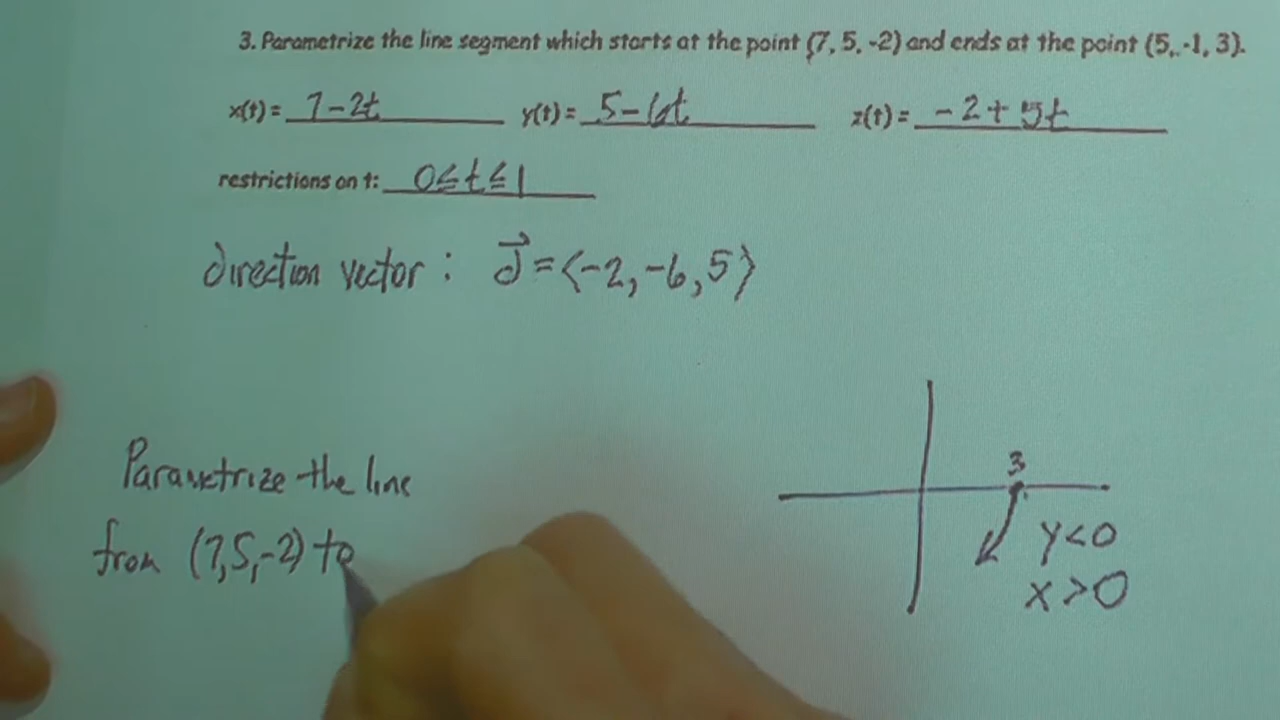 3. Parametrize the line segment which starts at the point (7, 5, -2) and ends at the point (5, -1, 3).
x(t) = 7-2t y(t) = 5-6t z(t) = -2+5t
restrictions on t: 0≤t≤1
direction vector : d⃗ = ⟨-2, -6, 5⟩
Parametrize the line
from (7,5,-2) to
3
y<0
x>0